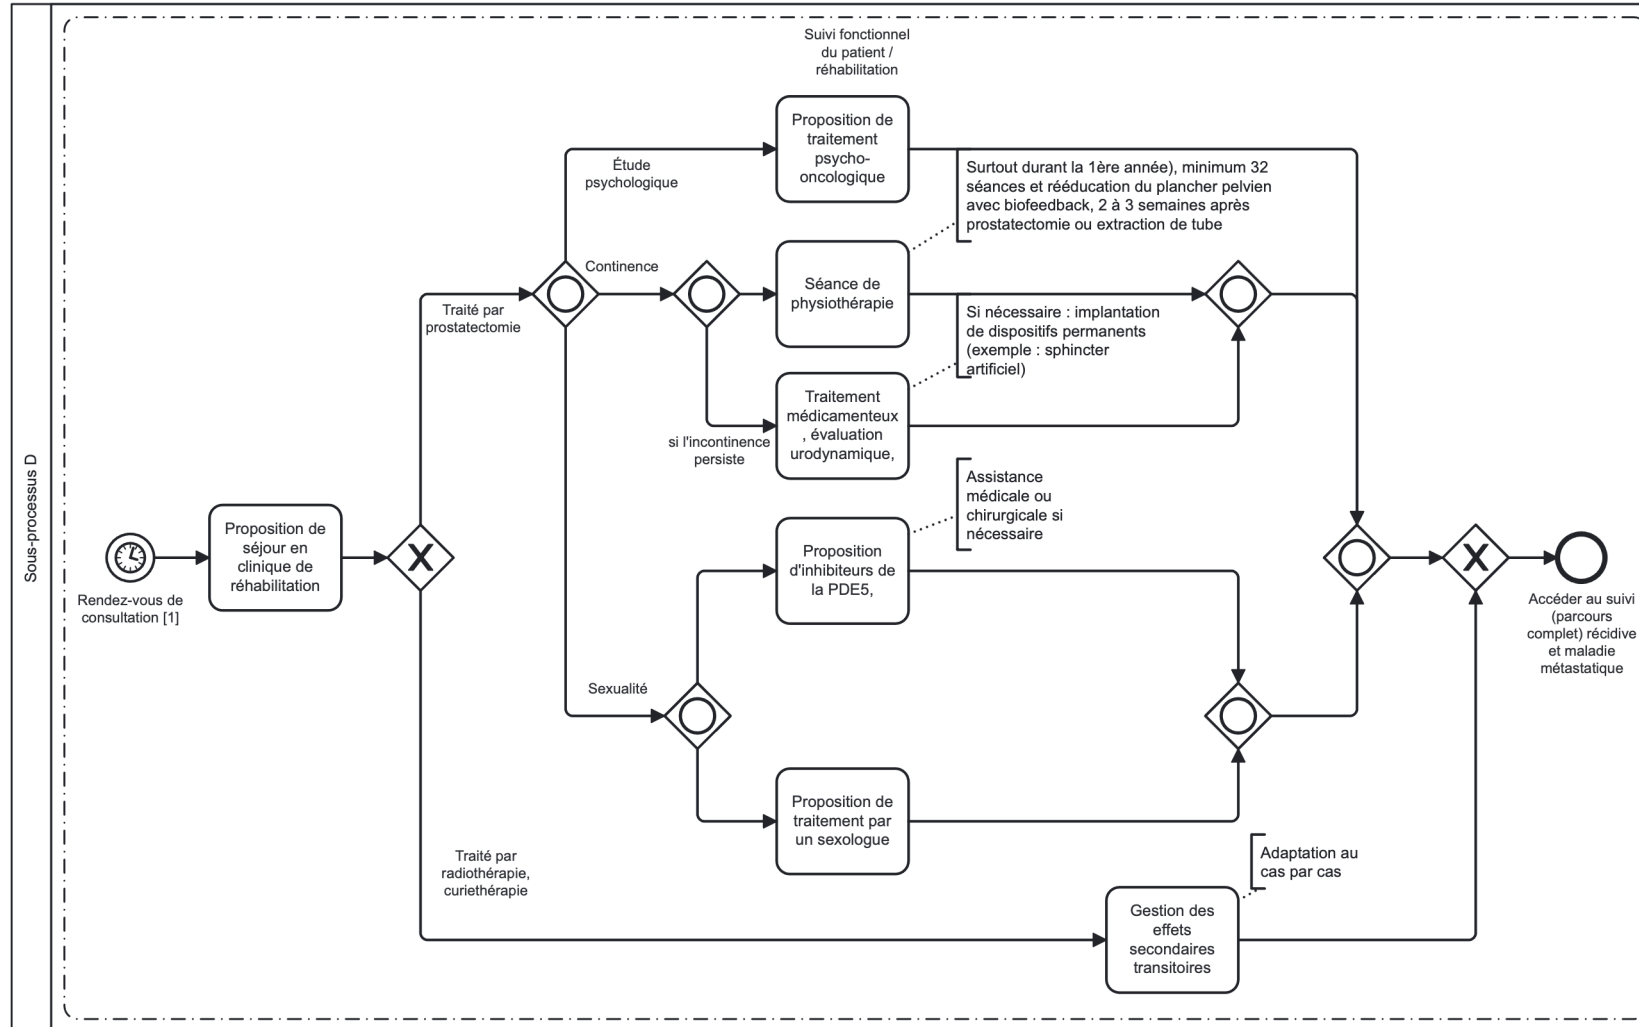 Sous-processus D
Suivi fonctionnel
du patient /
réhabilitation
Proposition de
traitement
psycho-
oncologique
Étude
psychologique
Surtout durant la 1ère année), minimum 32
séances et rééducation du plancher pelvien
avec biofeedback, 2 à 3 semaines après
prostatectomie ou extraction de tube
Continence
Séance de
physiothérapie
Traité par
prostatectomie
Si nécessaire : implantation
de dispositifs permanents
(exemple : sphincter
artificiel)
Traitement
médicamenteux
, évaluation
urodynamique,
si l'incontinence
persiste
Assistance
médicale ou
chirurgicale si
nécessaire
Proposition de
séjour en
clinique de
réhabilitation
X
Proposition
d'inhibiteurs de
la PDE5,
X
Rendez-vous de
consultation [1]
Accéder au suivi
(parcours
complet) récidive
et maladie
métastatique
Sexualité
Proposition de
traitement par
un sexologue
Traité par
radiothérapie,
curiethérapie
Adaptation au
cas par cas
Gestion des
effets
secondaires
transitoires